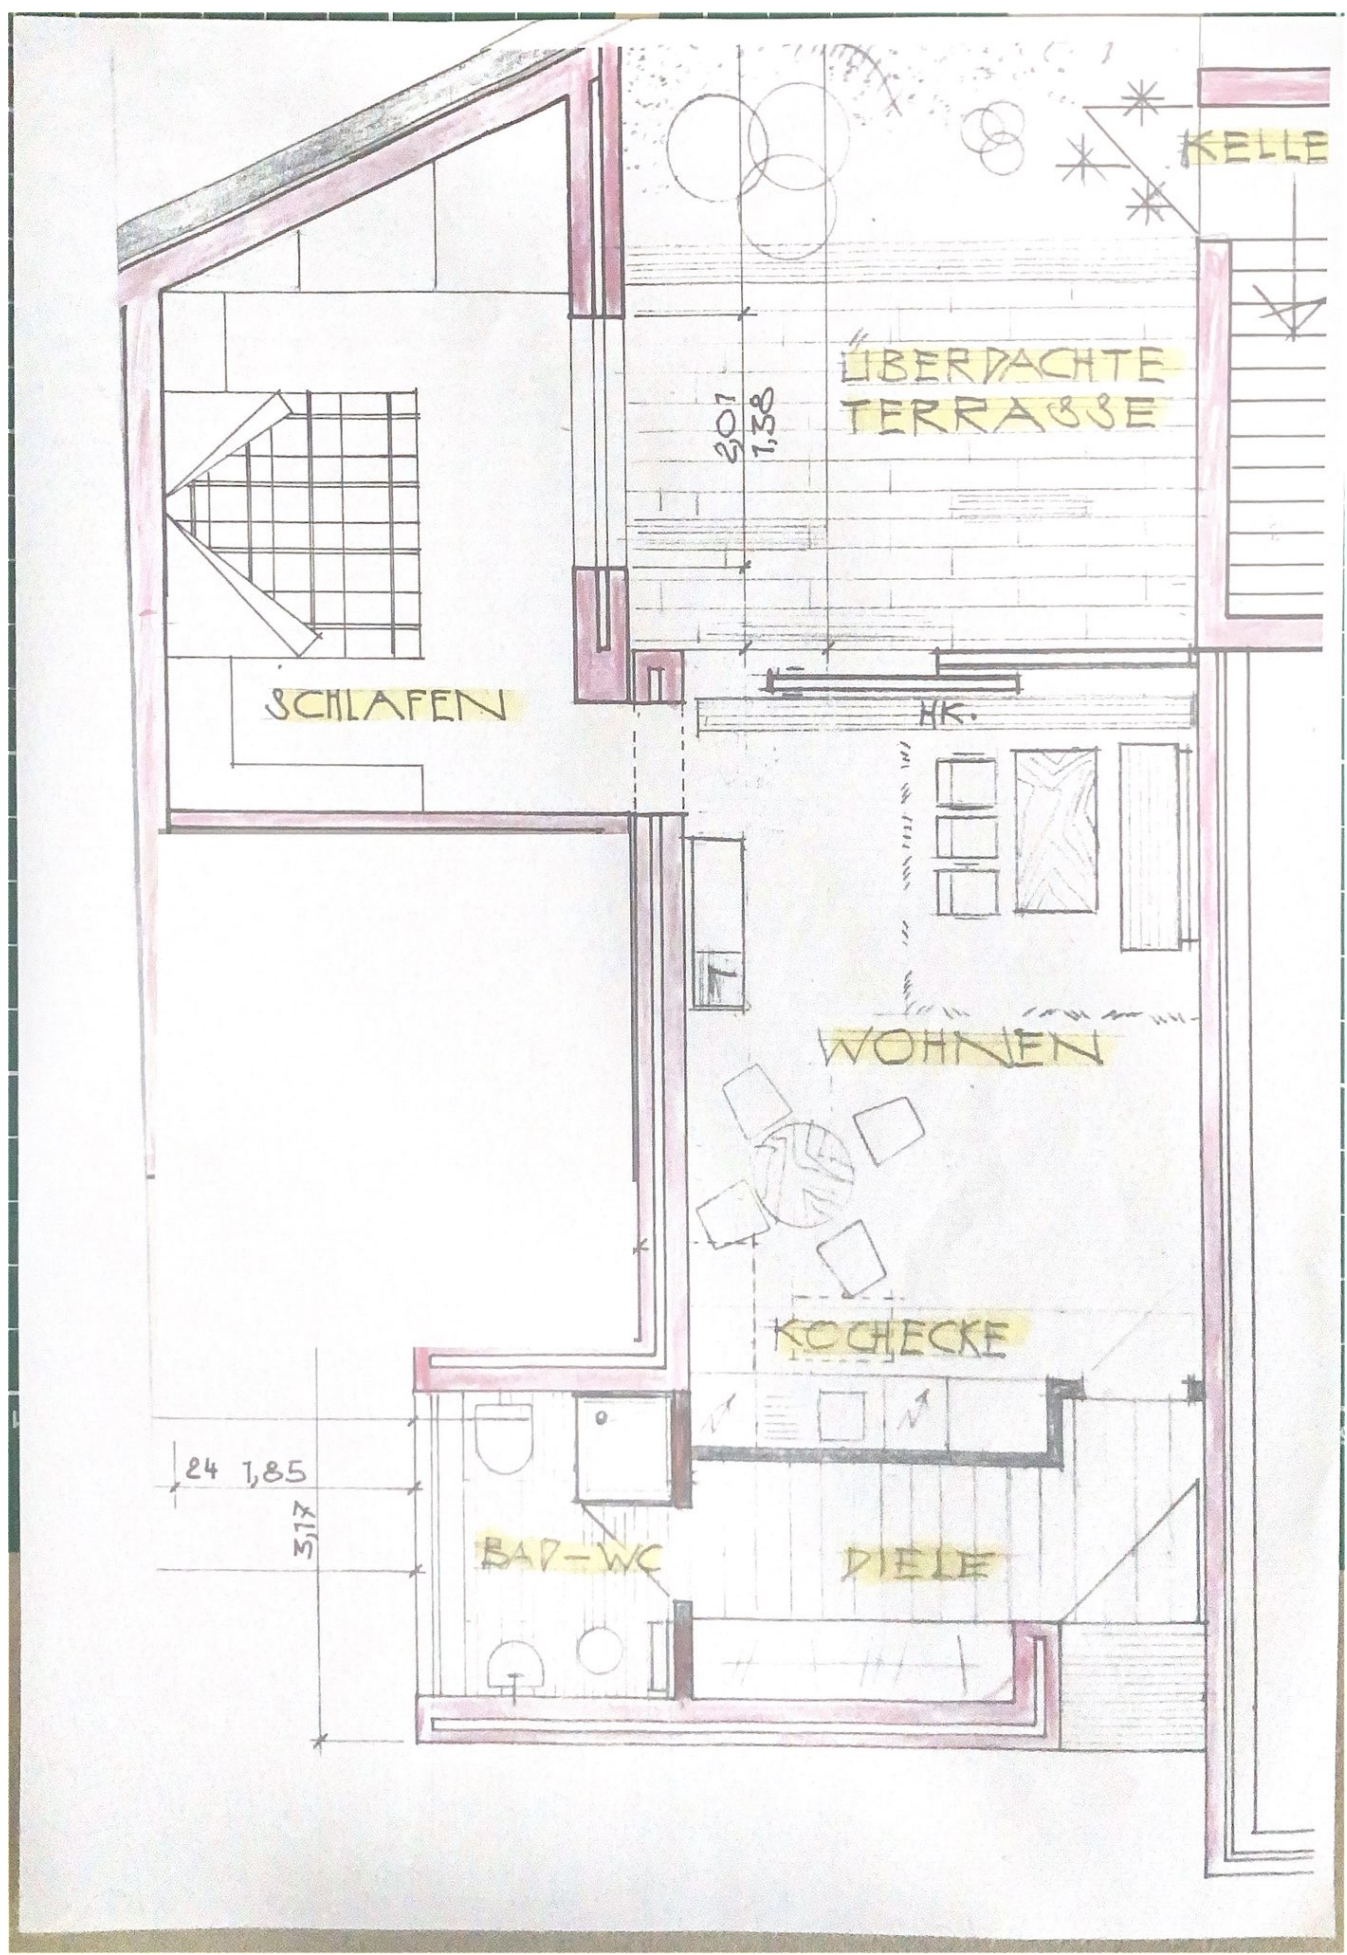 KELLE
ÜBERDACHTE
TERRASSE
2,01
1,38
SCHLAFEN
HK.
WOHNEN
KOCHECKE
24 1,85
3,17
BAD-WC
DIELE